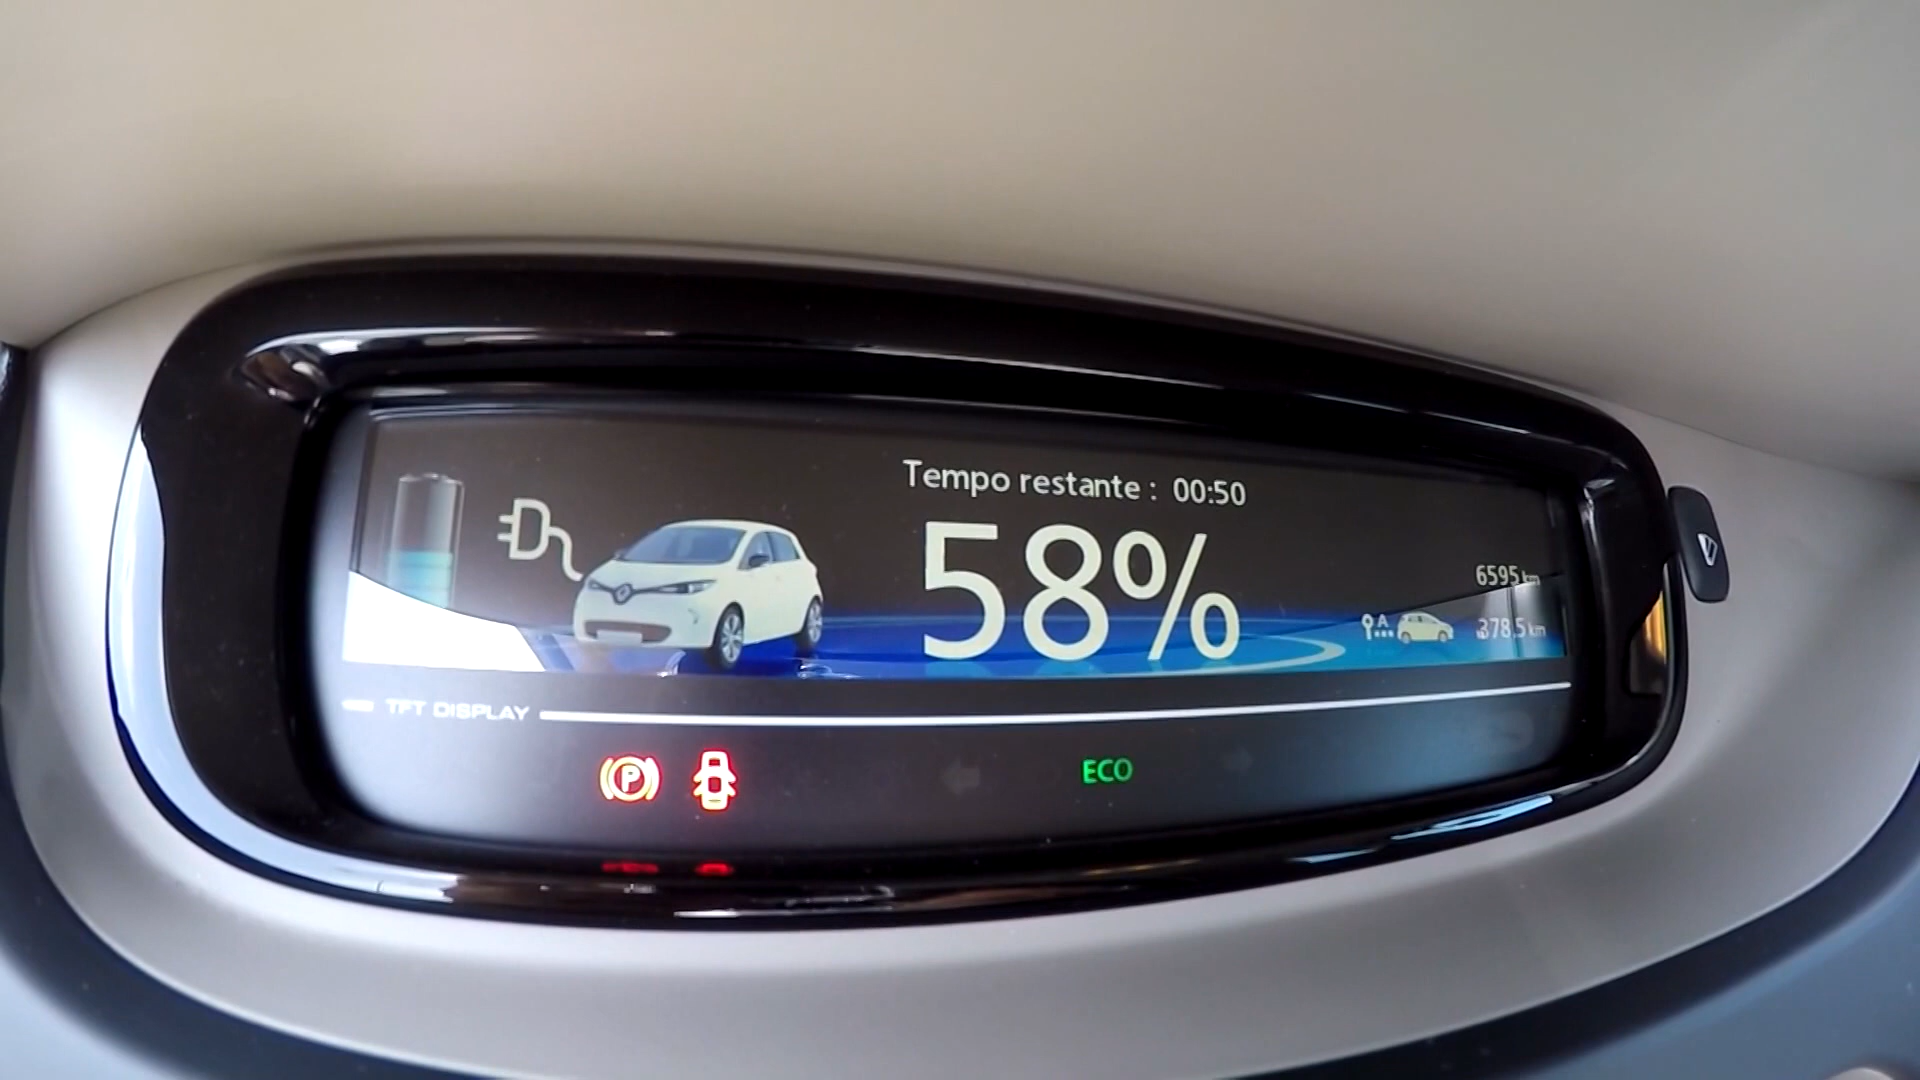 Tempo restante : 00:50
58%
6595 km
A 378.5 km
TFT DISPLAY
P
ECO